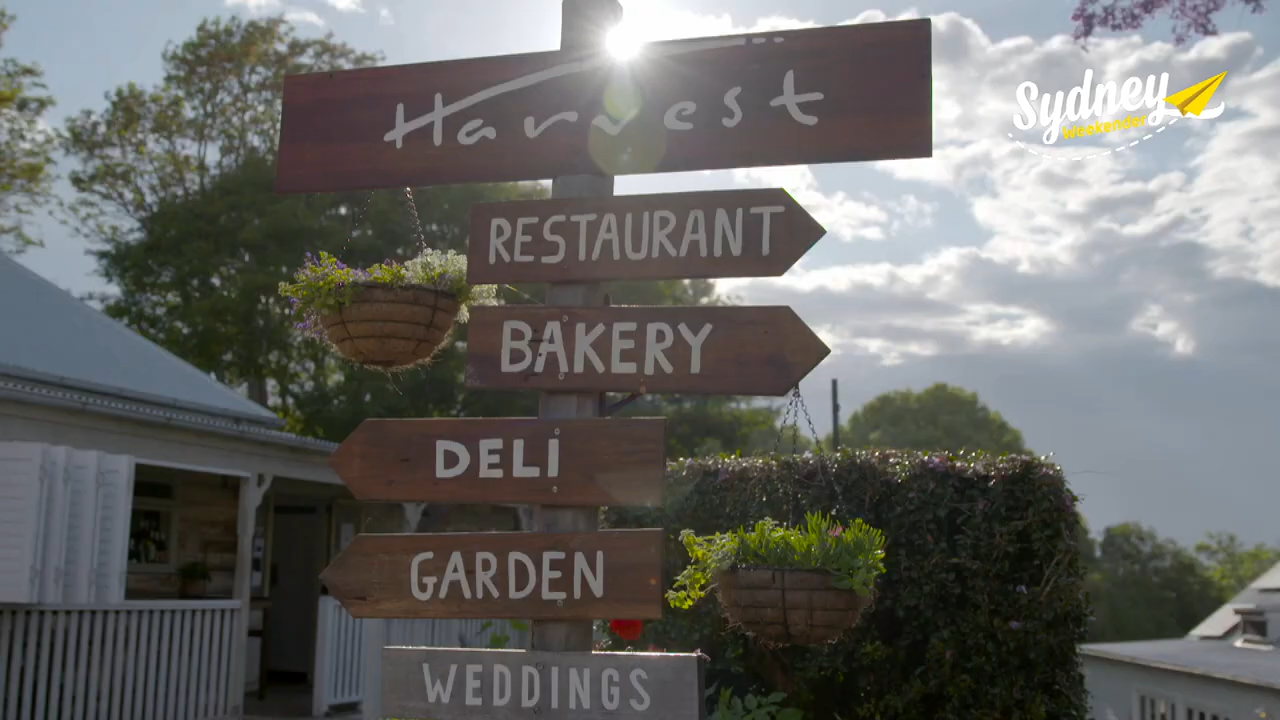 Harvest
Sydney
Weekender
RESTAURANT
BAKERY
DELI
GARDEN
WEDDINGS